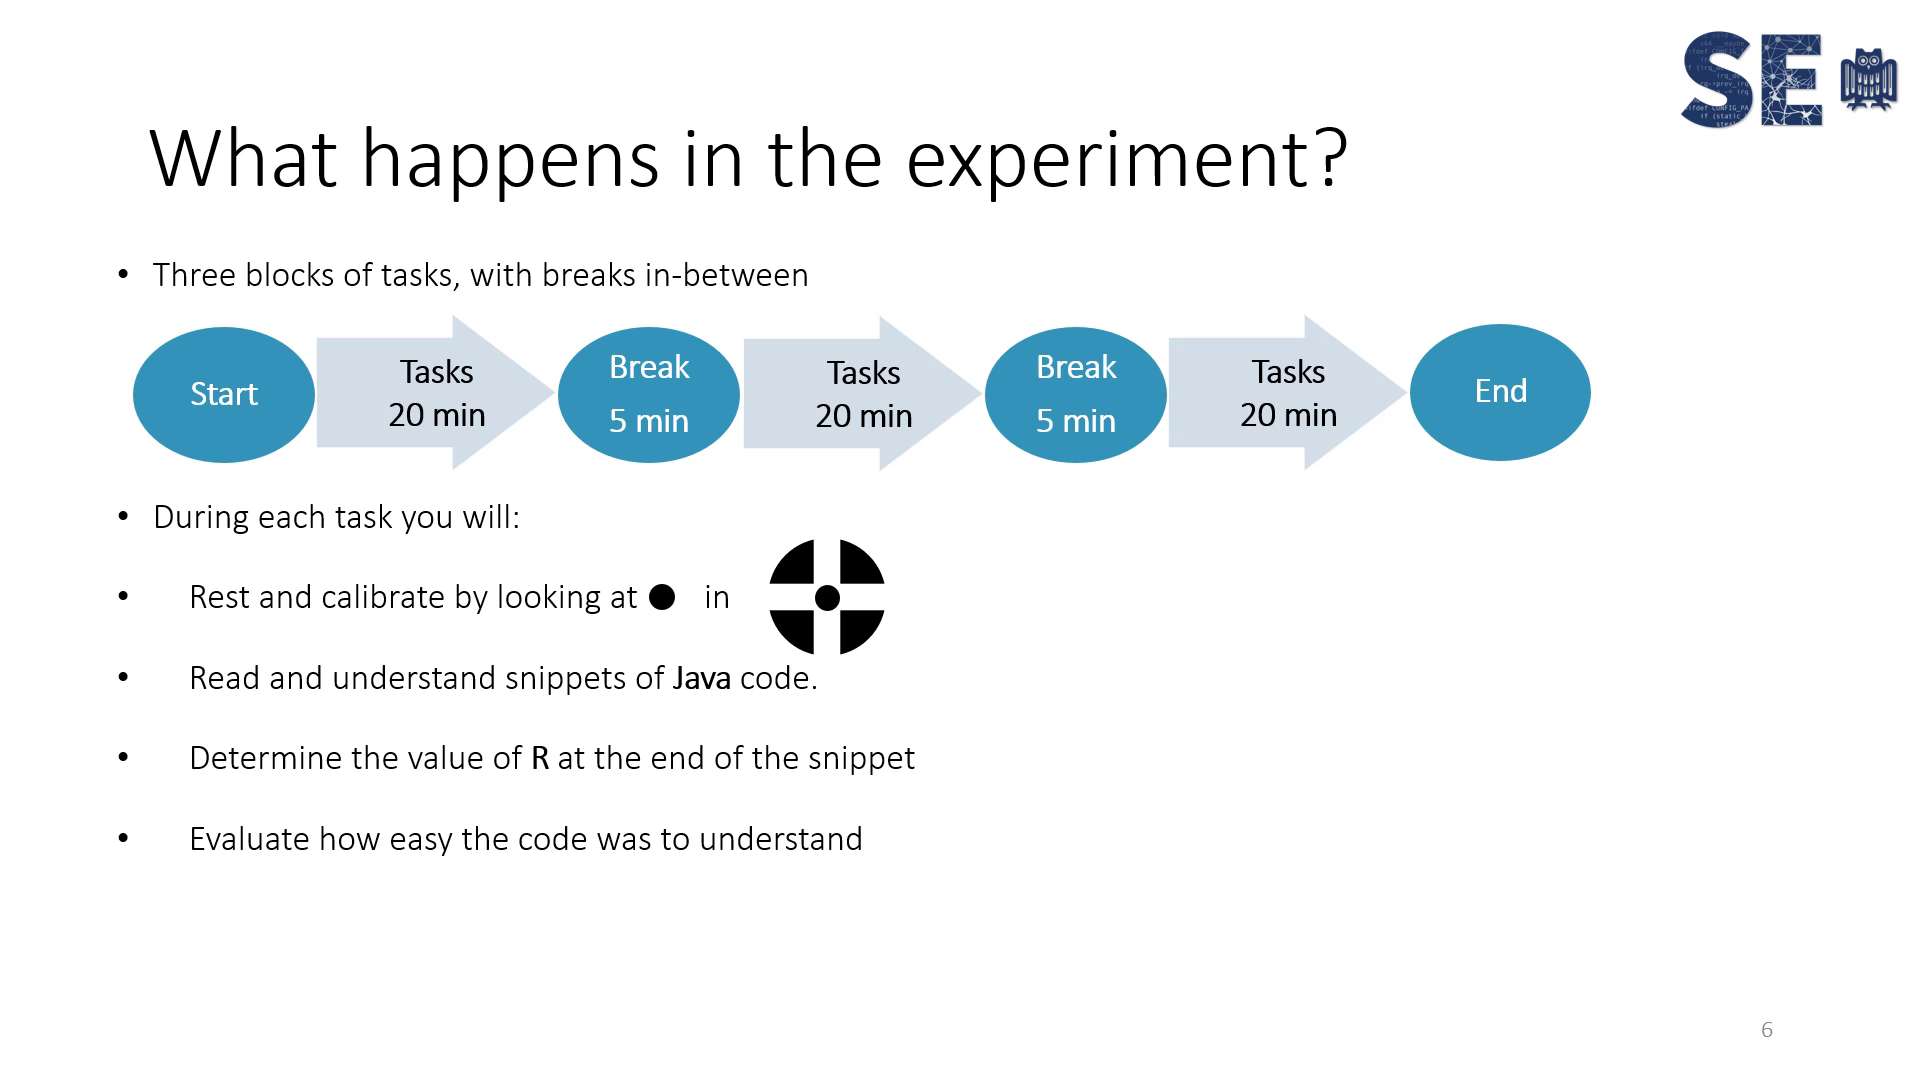 SE
What happens in the experiment?
• Three blocks of tasks, with breaks in-between
Start
Tasks
20 min
Break
5 min
Tasks
20 min
Break
5 min
Tasks
20 min
End
• During each task you will:
• Rest and calibrate by looking at ● in
• Read and understand snippets of Java code.
• Determine the value of R at the end of the snippet
• Evaluate how easy the code was to understand
6